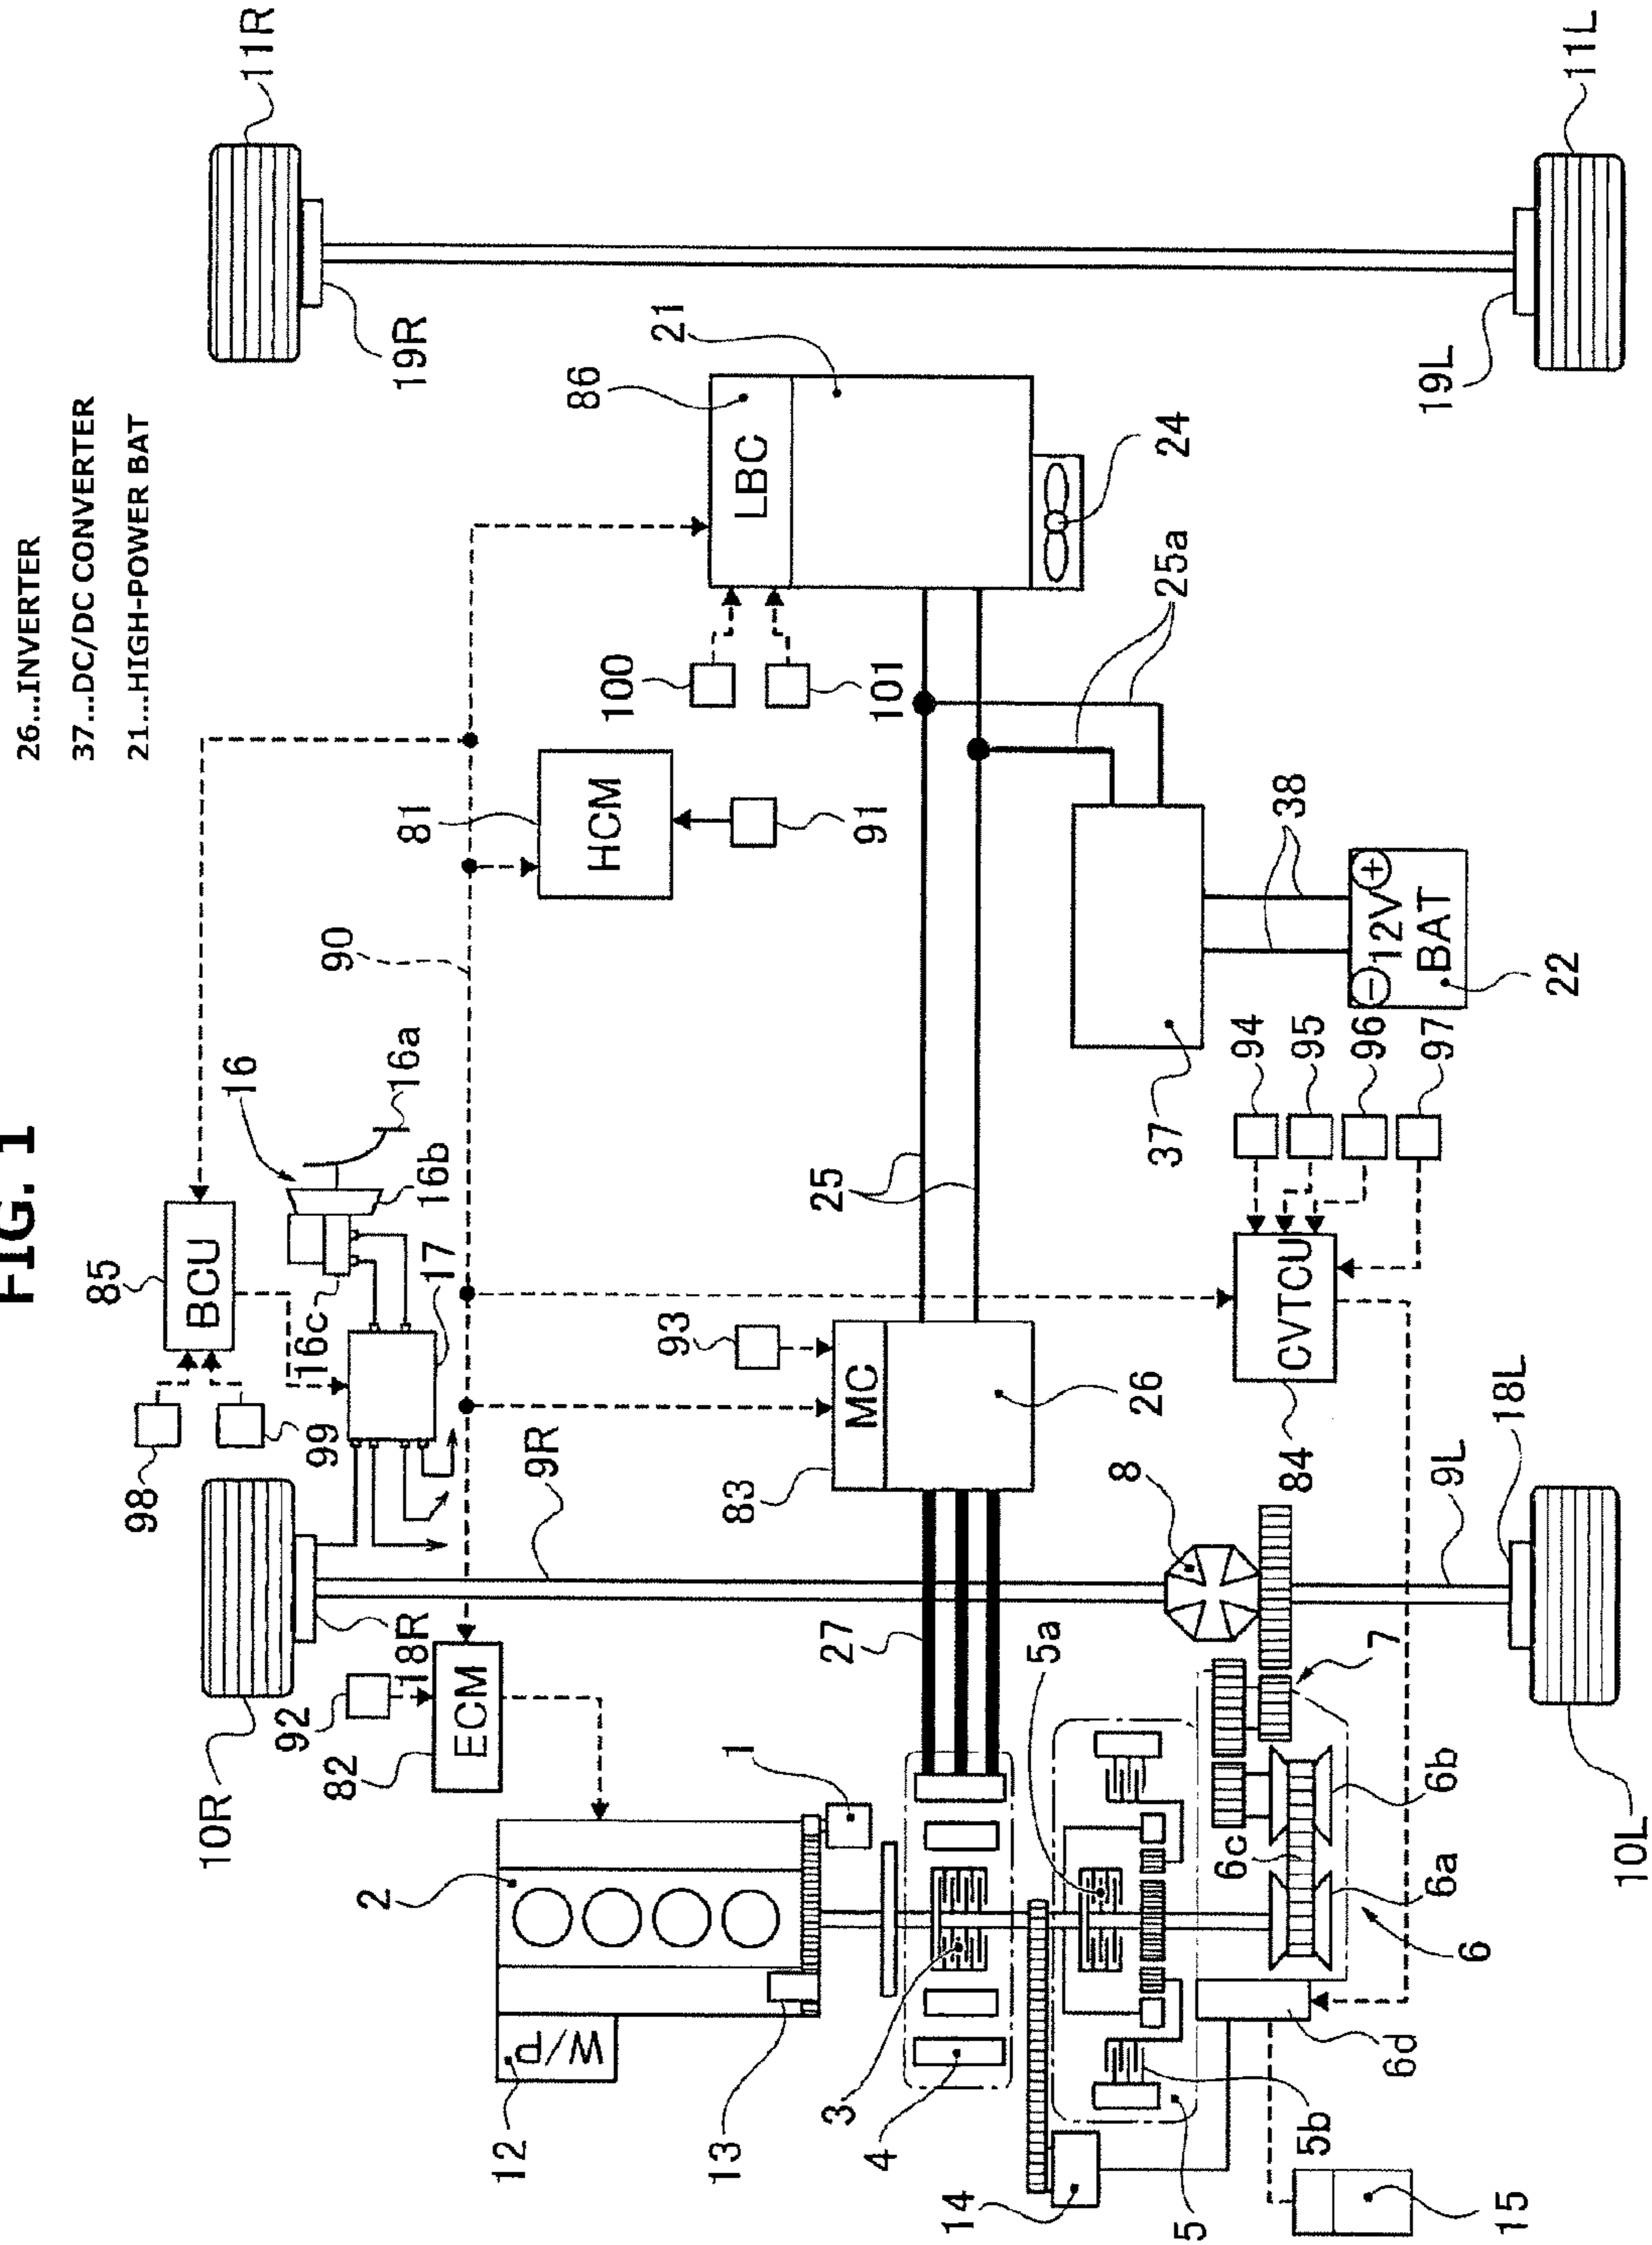 FIG. 1
26...INVERTER
37...DC/DC CONVERTER
21...HIGH-POWER BAT
10R
98
99
85
BCU
16
16a
16b
16c
17
90
11R
19R
92
18R
82
ECM
9R
81
HCM
91
86
LBC
21
100
101
24
12
W/P
2
13
1
27
83
MC
93
26
25
25a
3
4
14
5
5a
5b
15
6
6a
6b
6c
6d
7
8
84
CVTCU
94
95
96
97
37
38
12V
BAT
22
9L
18L
10L
19L
11L